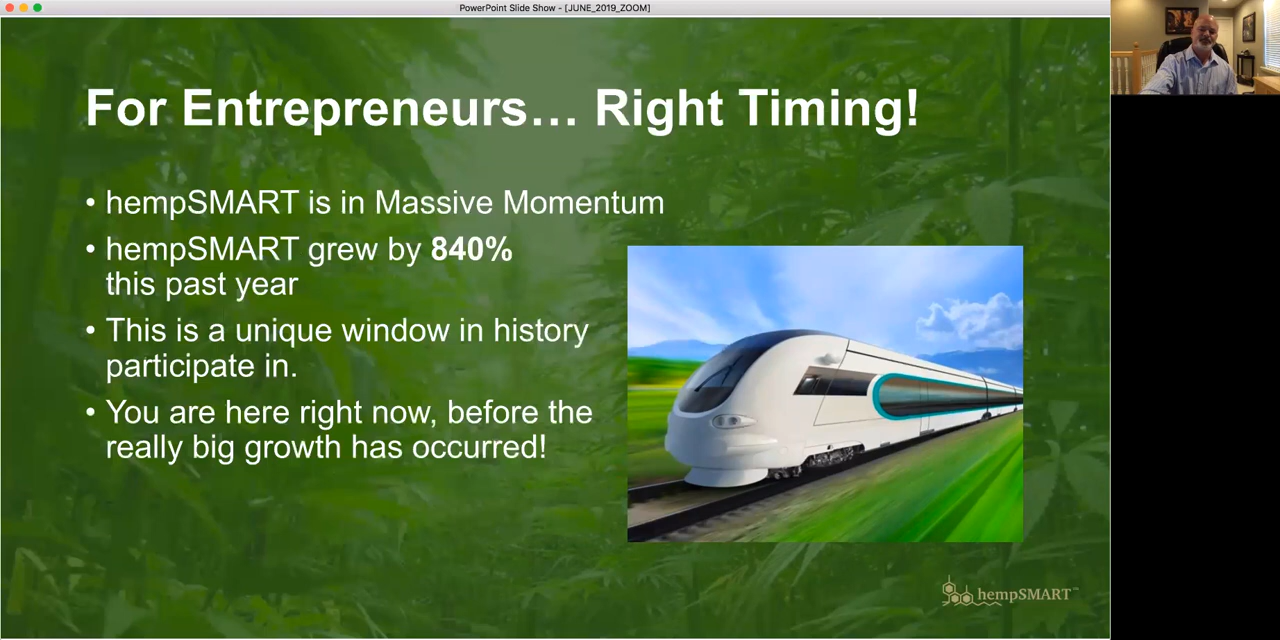 PowerPoint Slide Show - [JUNE_2019_ZOOM]
For Entrepreneurs… Right Timing!
• hempSMART is in Massive Momentum
• hempSMART grew by 840%
this past year
• This is a unique window in history
participate in.
• You are here right now, before the
really big growth has occurred!
hempSMART™